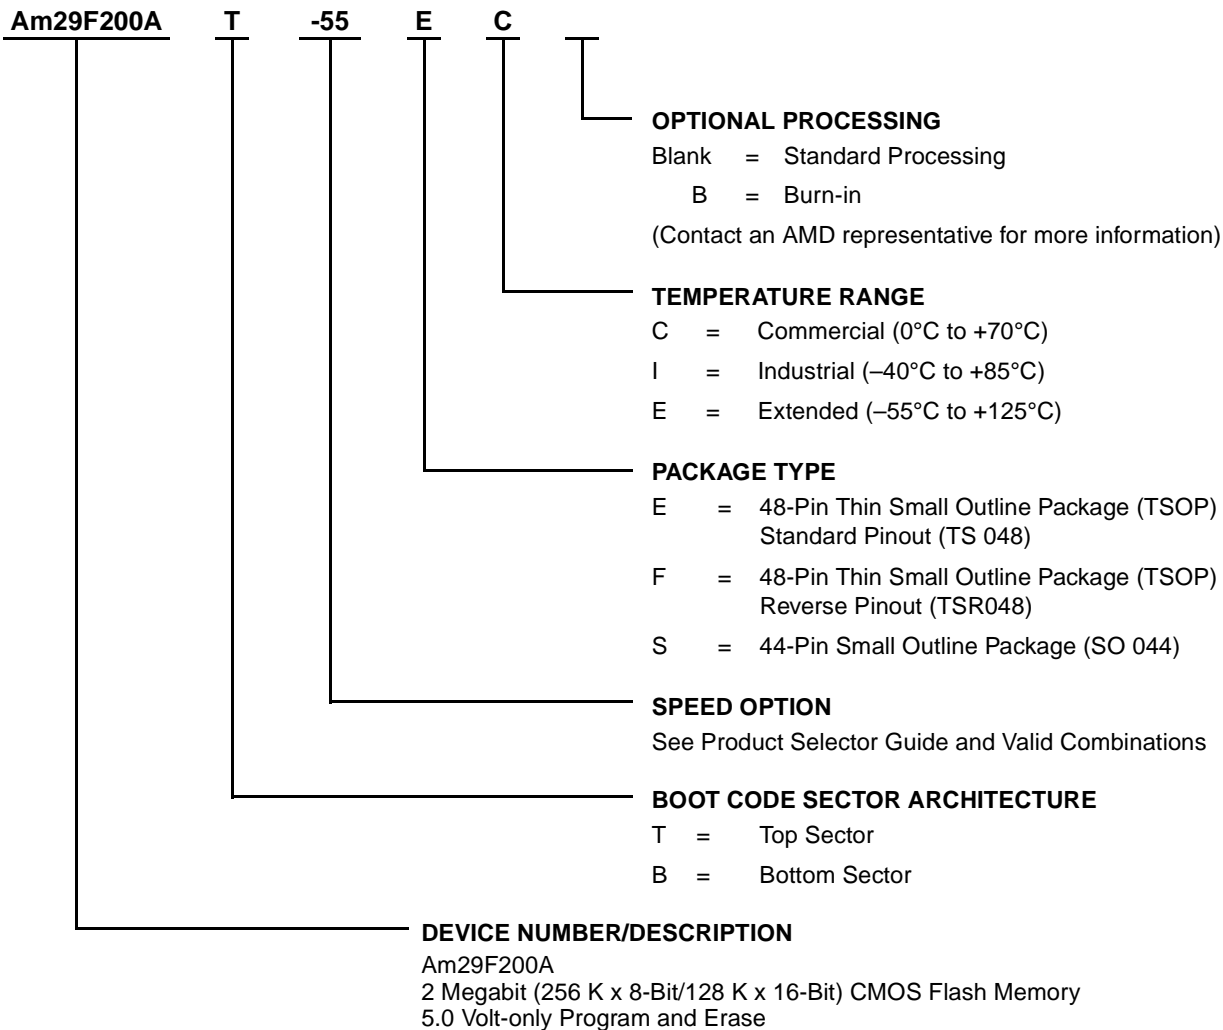 Am29F200A T -55 E C
OPTIONAL PROCESSING
Blank = Standard Processing
B = Burn-in
(Contact an AMD representative for more information)
TEMPERATURE RANGE
C = Commercial (0°C to +70°C)
I = Industrial (–40°C to +85°C)
E = Extended (–55°C to +125°C)
PACKAGE TYPE
E = 48-Pin Thin Small Outline Package (TSOP)
Standard Pinout (TS 048)
F = 48-Pin Thin Small Outline Package (TSOP)
Reverse Pinout (TSR048)
S = 44-Pin Small Outline Package (SO 044)
SPEED OPTION
See Product Selector Guide and Valid Combinations
BOOT CODE SECTOR ARCHITECTURE
T = Top Sector
B = Bottom Sector
DEVICE NUMBER/DESCRIPTION
Am29F200A
2 Megabit (256 K x 8-Bit/128 K x 16-Bit) CMOS Flash Memory
5.0 Volt-only Program and Erase